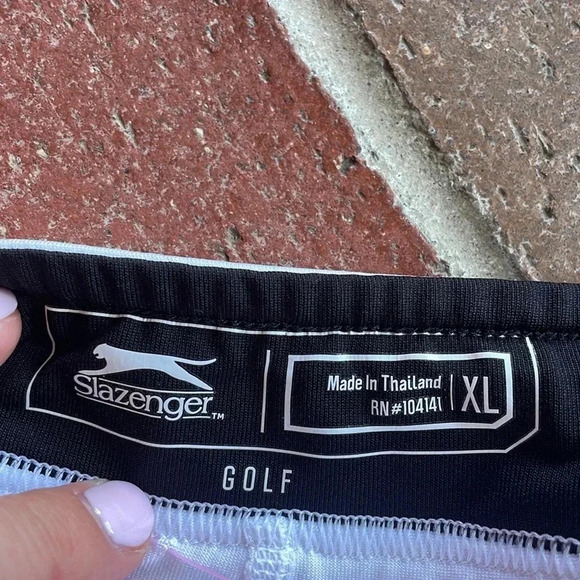 Slazenger™
Made In Thailand
RN#104141
XL
GOLF